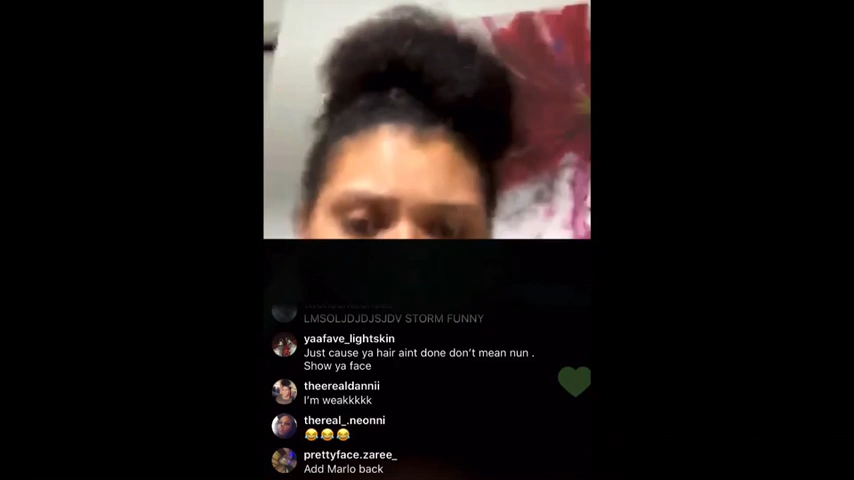 LMSOLJDJDJSJDV STORM FUNNY
yaafave_lightskin
Just cause ya hair aint done don't mean nun .
Show ya face
theerealdannii
I'm weakkkkk
thereal_.neonni
😂😂😂
prettyface.zaree_
Add Marlo back